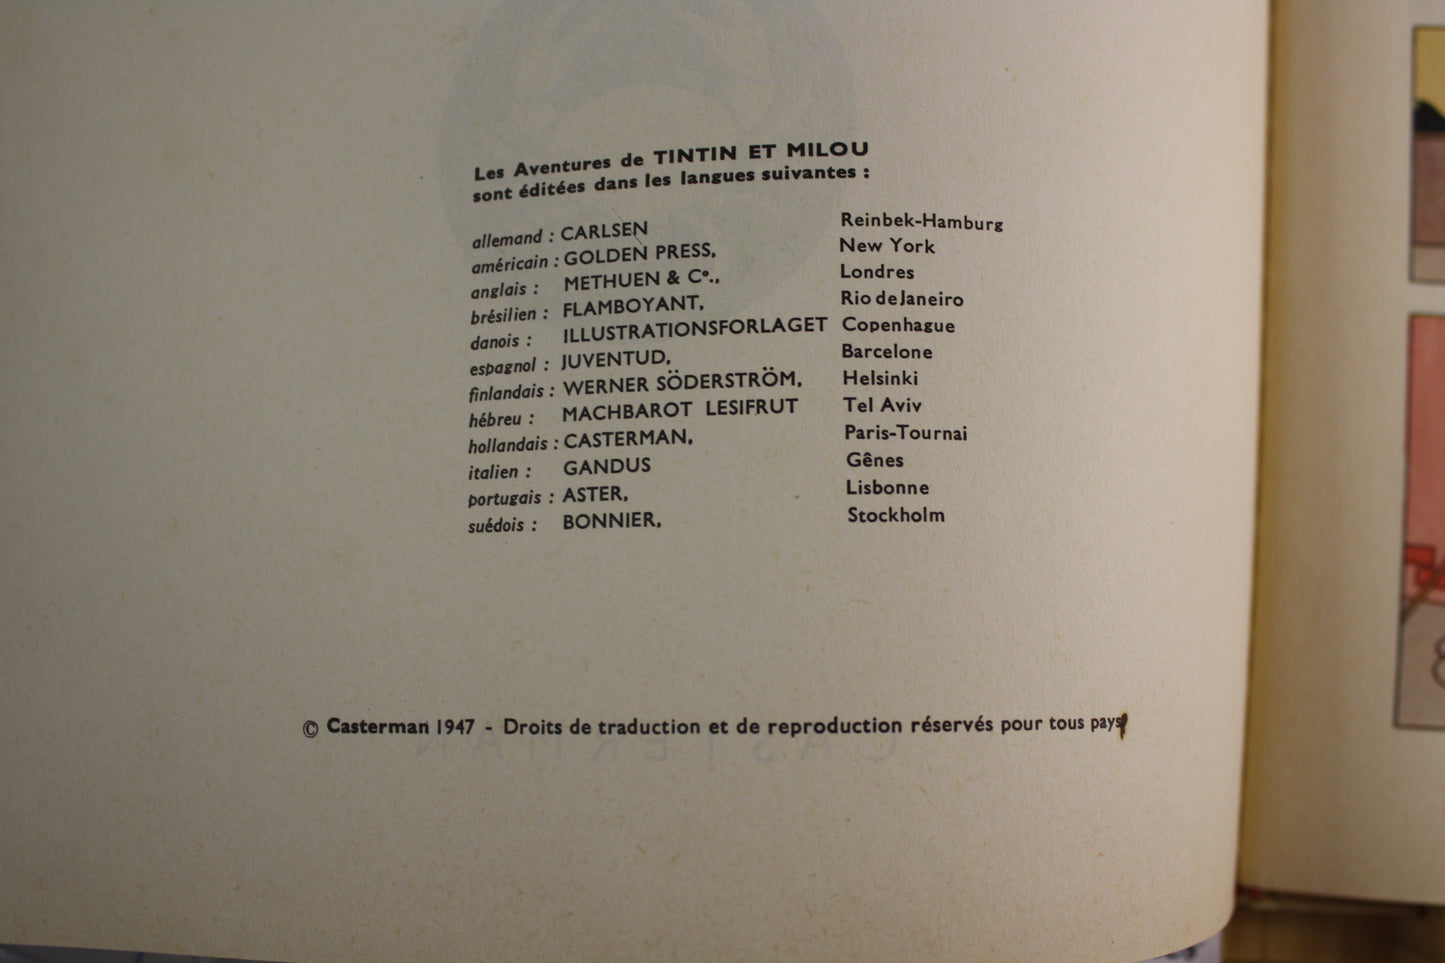 Les Aventures de TINTIN ET MILOU
sont éditées dans les langues suivantes :
allemand : CARLSEN Reinbek-Hamburg
américain : GOLDEN PRESS, New York
anglais : METHUEN & Cº., Londres
brésilien : FLAMBOYANT, Rio de Janeiro
danois : ILLUSTRATIONSFORLAGET Copenhague
espagnol : JUVENTUD, Barcelone
finlandais : WERNER SÖDERSTRÖM, Helsinki
hébreu : MACHBAROT LESIFRUT Tel Aviv
hollandais : CASTERMAN, Paris-Tournai
italien : GANDUS Gênes
portugais : ASTER, Lisbonne
suédois : BONNIER, Stockholm
© Casterman 1947 - Droits de traduction et de reproduction réservés pour tous pays